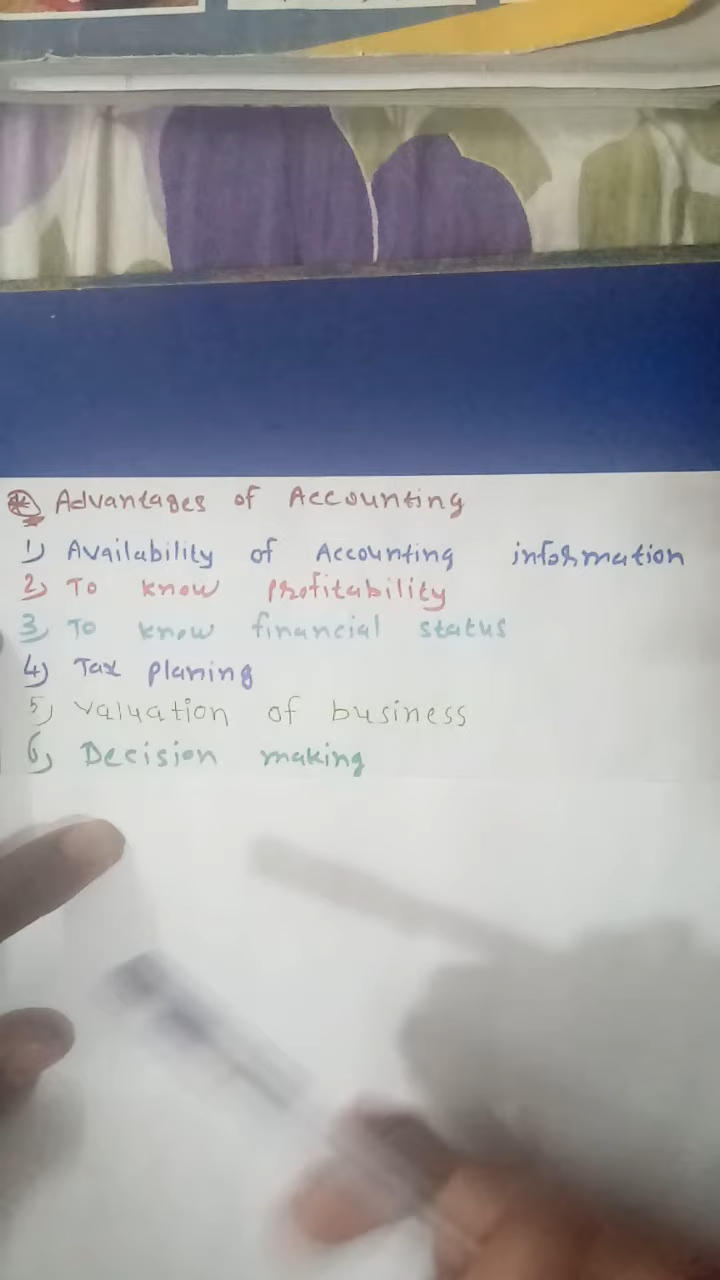 * Advantages of Accounting
1) Availability of Accounting information
2) To know profitability
3) To know financial status
4) Tax planing
5) valuation of business
6) Decision making